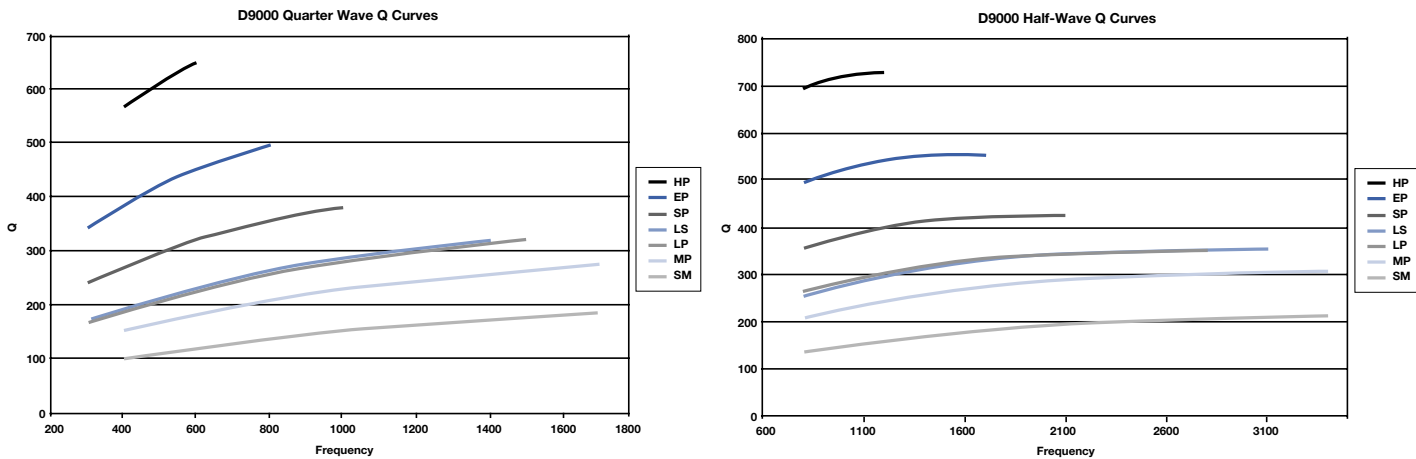 D9000 Quarter Wave Q Curves
700
600
500
400
300
200
100
0
Q
200
400
600
800
1000
1200
1400
1600
1800
Frequency
HP
EP
SP
LS
LP
MP
SM
D9000 Half-Wave Q Curves
800
700
600
500
400
300
200
100
0
Q
600
1100
1600
2100
2600
3100
Frequency
HP
EP
SP
LS
LP
MP
SM